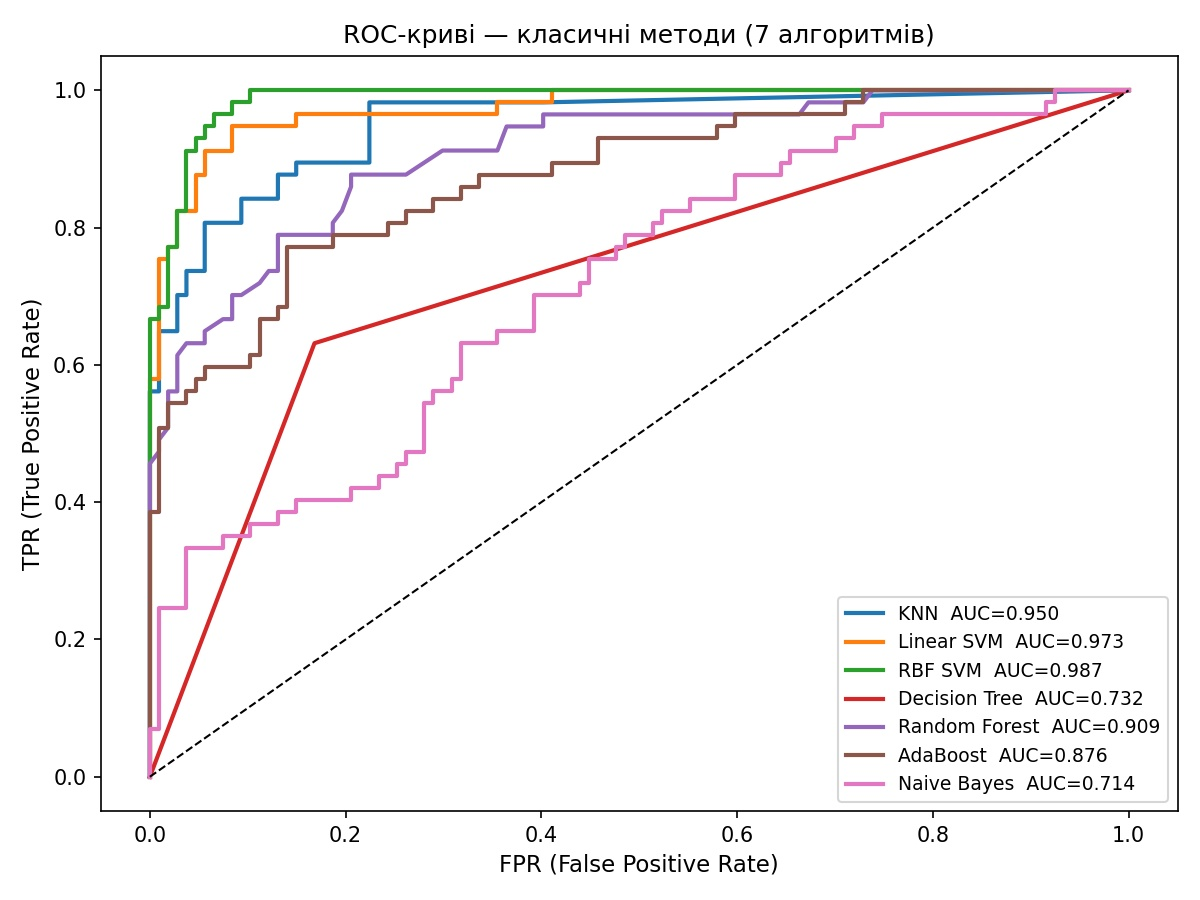 ROC-криві — класичні методи (7 алгоритмів)
TPR (True Positive Rate)
1.0
0.8
0.6
0.4
0.2
0.0
0.0 0.2 0.4 0.6 0.8 1.0
FPR (False Positive Rate)
KNN AUC=0.950
Linear SVM AUC=0.973
RBF SVM AUC=0.987
Decision Tree AUC=0.732
Random Forest AUC=0.909
AdaBoost AUC=0.876
Naive Bayes AUC=0.714